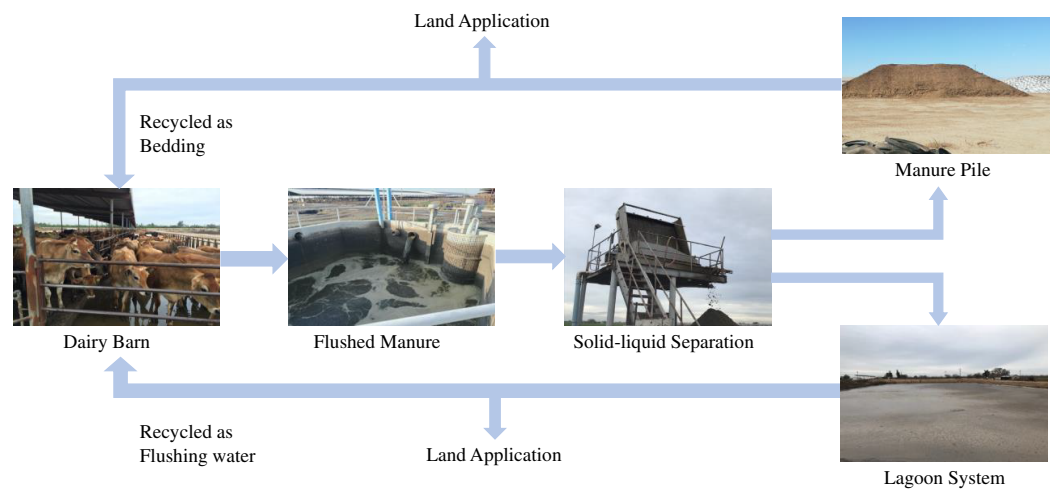 Land Application
Recycled as
Bedding
Manure Pile
Dairy Barn
Flushed Manure
Solid-liquid Separation
Recycled as
Flushing water
Land Application
Lagoon System